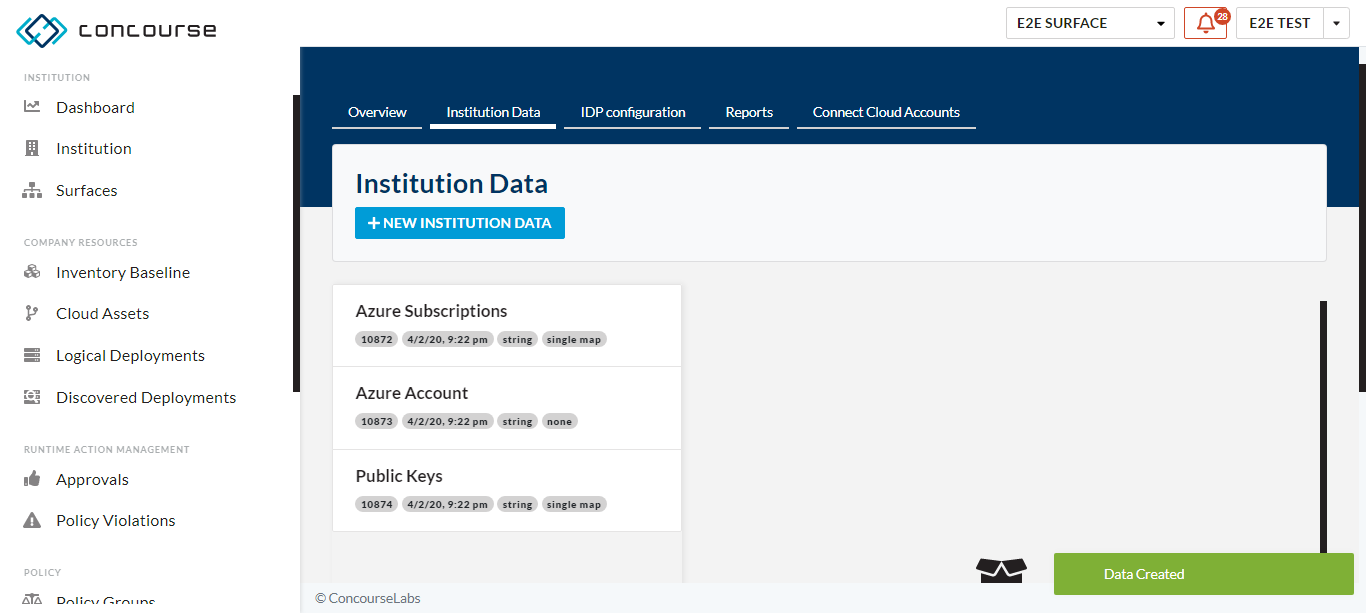 concourse
E2E SURFACE
28
E2E TEST
INSTITUTION
Dashboard
Institution
Surfaces
COMPANY RESOURCES
Inventory Baseline
Cloud Assets
Logical Deployments
Discovered Deployments
RUNTIME ACTION MANAGEMENT
Approvals
Policy Violations
POLICY
Policy Groups
Overview
Institution Data
IDP configuration
Reports
Connect Cloud Accounts
Institution Data
+ NEW INSTITUTION DATA
Azure Subscriptions
10872 4/2/20, 9:22 pm string single map
Azure Account
10873 4/2/20, 9:22 pm string none
Public Keys
10874 4/2/20, 9:22 pm string single map
Data Created
© ConcourseLabs